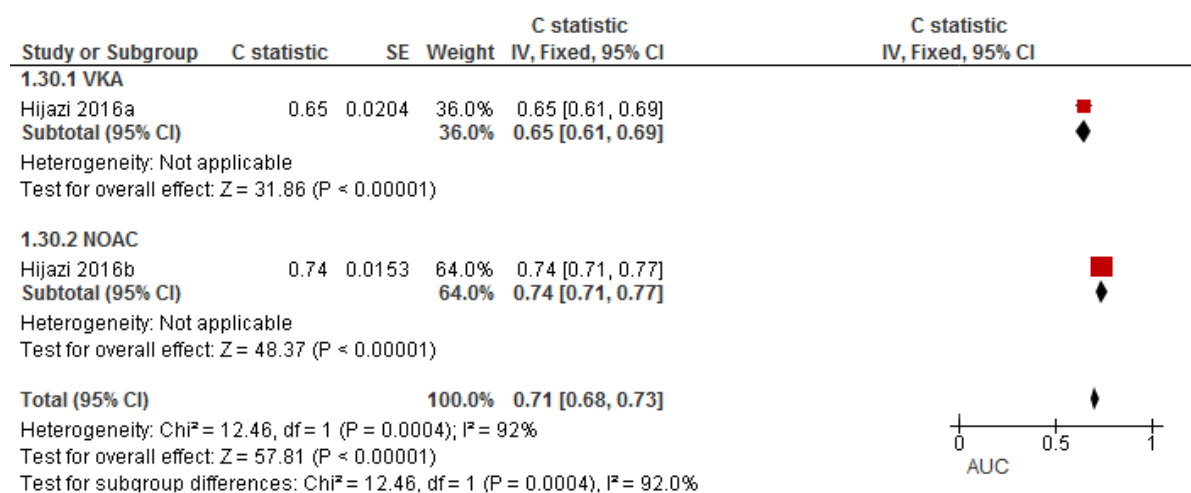 C statistic C statistic
Study or Subgroup C statistic SE Weight IV, Fixed, 95% CI IV, Fixed, 95% CI
1.30.1 VKA
Hijazi 2016a 0.65 0.0204 36.0% 0.65 [0.61, 0.69]
Subtotal (95% CI) 36.0% 0.65 [0.61, 0.69]
Heterogeneity: Not applicable
Test for overall effect: Z = 31.86 (P < 0.00001)
1.30.2 NOAC
Hijazi 2016b 0.74 0.0153 64.0% 0.74 [0.71, 0.77]
Subtotal (95% CI) 64.0% 0.74 [0.71, 0.77]
Heterogeneity: Not applicable
Test for overall effect: Z = 48.37 (P < 0.00001)
Total (95% CI) 100.0% 0.71 [0.68, 0.73]
Heterogeneity: Chi² = 12.46, df = 1 (P = 0.0004); I² = 92%
Test for overall effect: Z = 57.81 (P < 0.00001)
Test for subgroup differences: Chi² = 12.46, df = 1 (P = 0.0004), I² = 92.0%
0 0.5 1
AUC